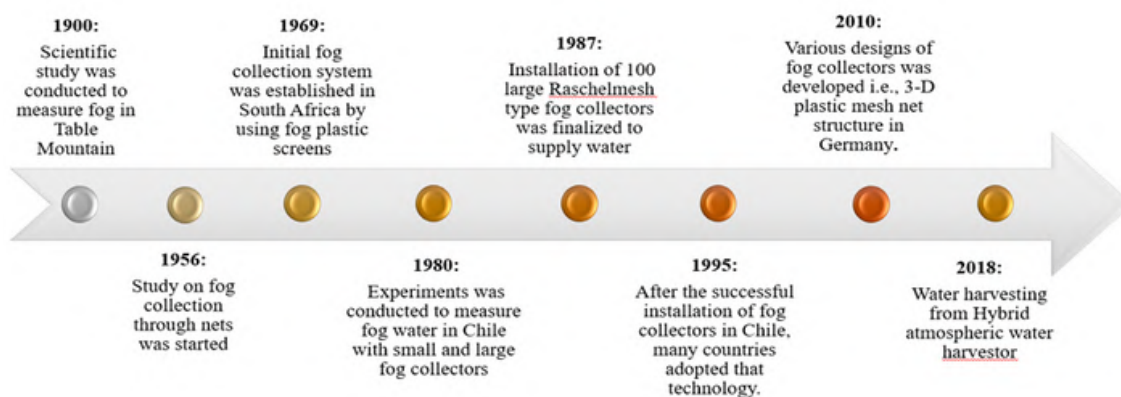 1900:
Scientific
study was
conducted to
measure fog in
Table
Mountain
1956:
Study on fog
collection
through nets
was started
1969:
Initial fog
collection system
was established in
South Africa by
using fog plastic
screens
1980:
Experiments was
conducted to measure
fog water in Chile
with small and large
fog collectors
1987:
Installation of 100
large Raschelmesh
type fog collectors
was finalized to
supply water
1995:
After the successful
installation of fog
collectors in Chile,
many countries
adopted that
technology.
2010:
Various designs of
fog collectors was
developed i.e., 3-D
plastic mesh net
structure in
Germany.
2018:
Water harvesting
from Hybrid
atmospheric water
harvestor